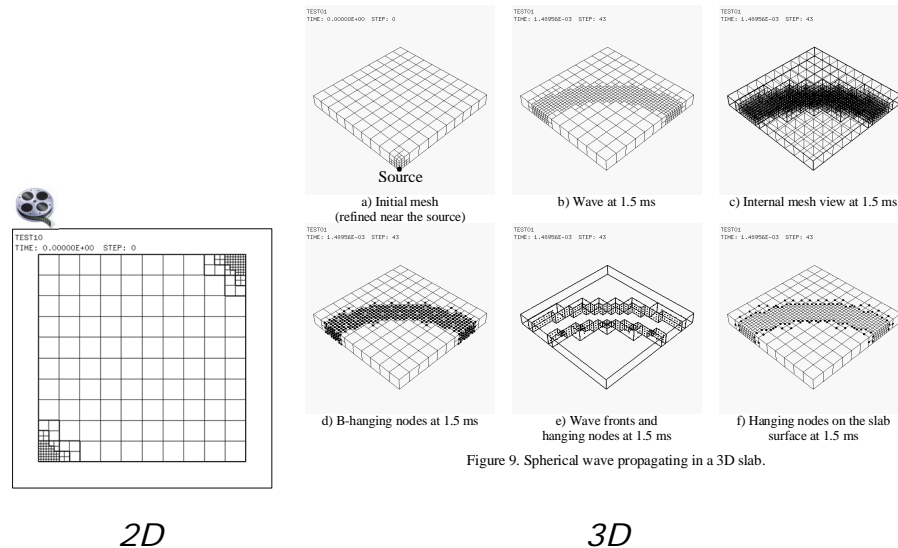 TEST01
TIME: 0.00000E+00 STEP: 0
TEST01
TIME: 1.48956E-03 STEP: 43
TEST01
TIME: 1.48956E-03 STEP: 43
Source
a) Initial mesh
(refined near the source)
b) Wave at 1.5 ms
c) Internal mesh view at 1.5 ms
TEST01
TIME: 1.48956E-03 STEP: 43
TEST01
TIME: 1.48956E-03 STEP: 43
TEST01
TIME: 1.48956E-03 STEP: 43
d) B-hanging nodes at 1.5 ms
e) Wave fronts and
hanging nodes at 1.5 ms
f) Hanging nodes on the slab
surface at 1.5 ms
Figure 9. Spherical wave propagating in a 3D slab.
TEST10
TIME: 0.00000E+00 STEP: 0
2D
3D